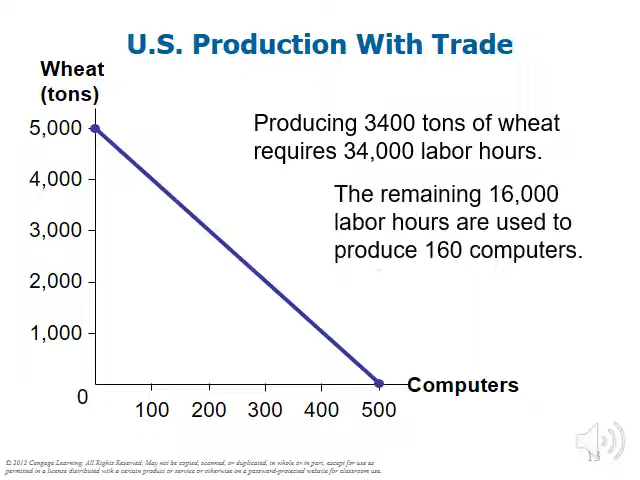 U.S. Production With Trade
Wheat
(tons)
Producing 3400 tons of wheat
requires 34,000 labor hours.
The remaining 16,000
labor hours are used to
produce 160 computers.
5,000
4,000
3,000
2,000
1,000
0
100
200
300
400
500
Computers
13
© 2012 Cengage Learning. All Rights Reserved. May not be copied, scanned, or duplicated, in whole or in part, except for use as
permitted in a license distributed with a certain product or service or otherwise on a password-protected website for classroom use.